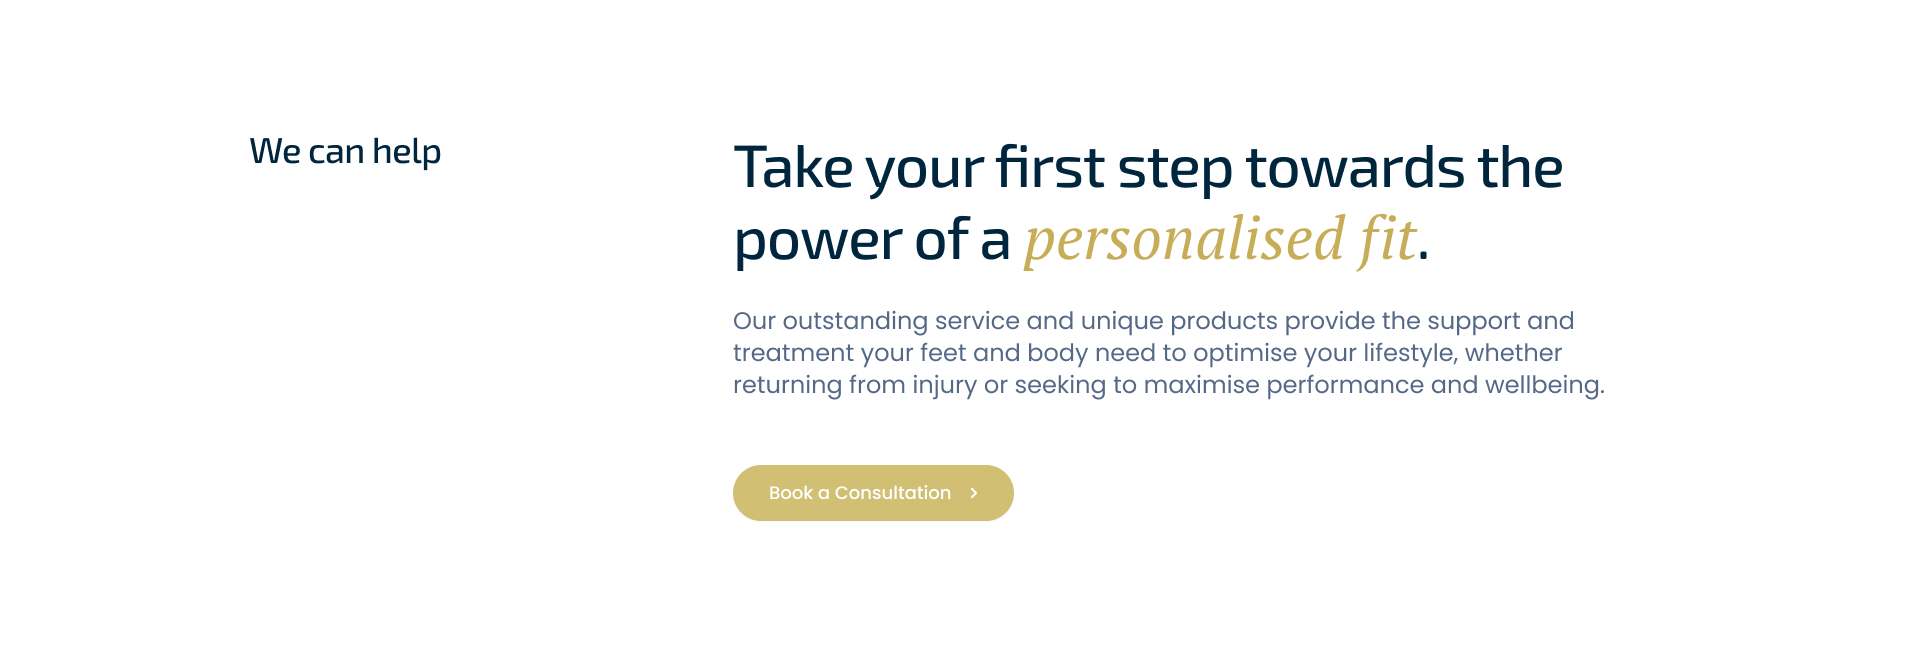 We can help
Take your first step towards the
power of a personalised fit.
Our outstanding service and unique products provide the support and
treatment your feet and body need to optimise your lifestyle, whether
returning from injury or seeking to maximise performance and wellbeing.
Book a Consultation